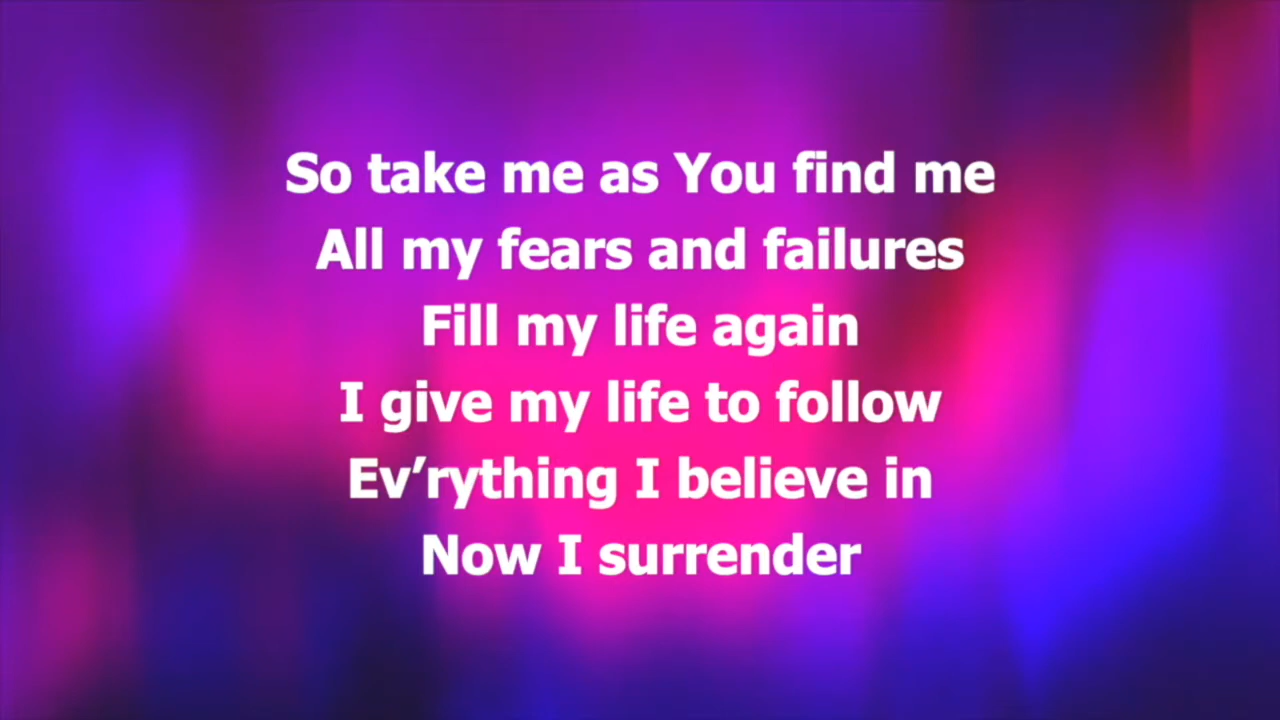 So take me as You find me
All my fears and failures
Fill my life again
I give my life to follow
Ev’rything I believe in
Now I surrender